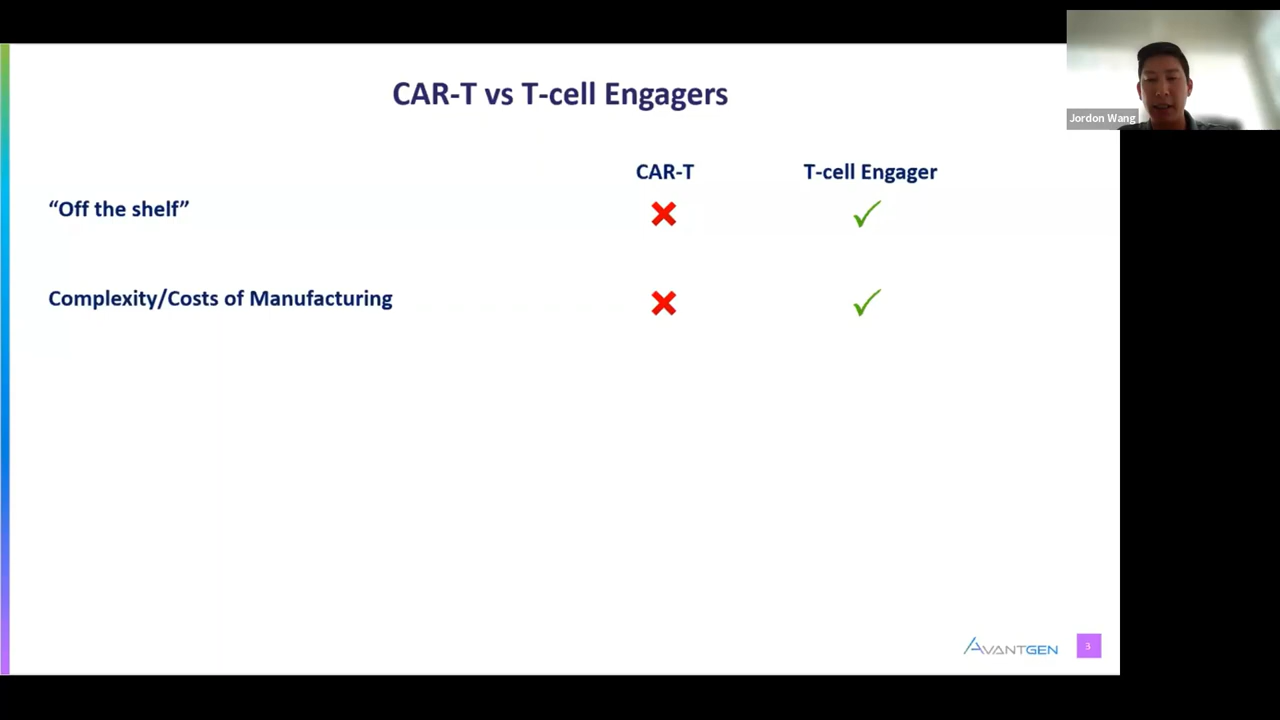 Jordon Wang
CAR-T vs T-cell Engagers
CAR-T T-cell Engager
“Off the shelf”
Complexity/Costs of Manufacturing
AVANTGEN 3